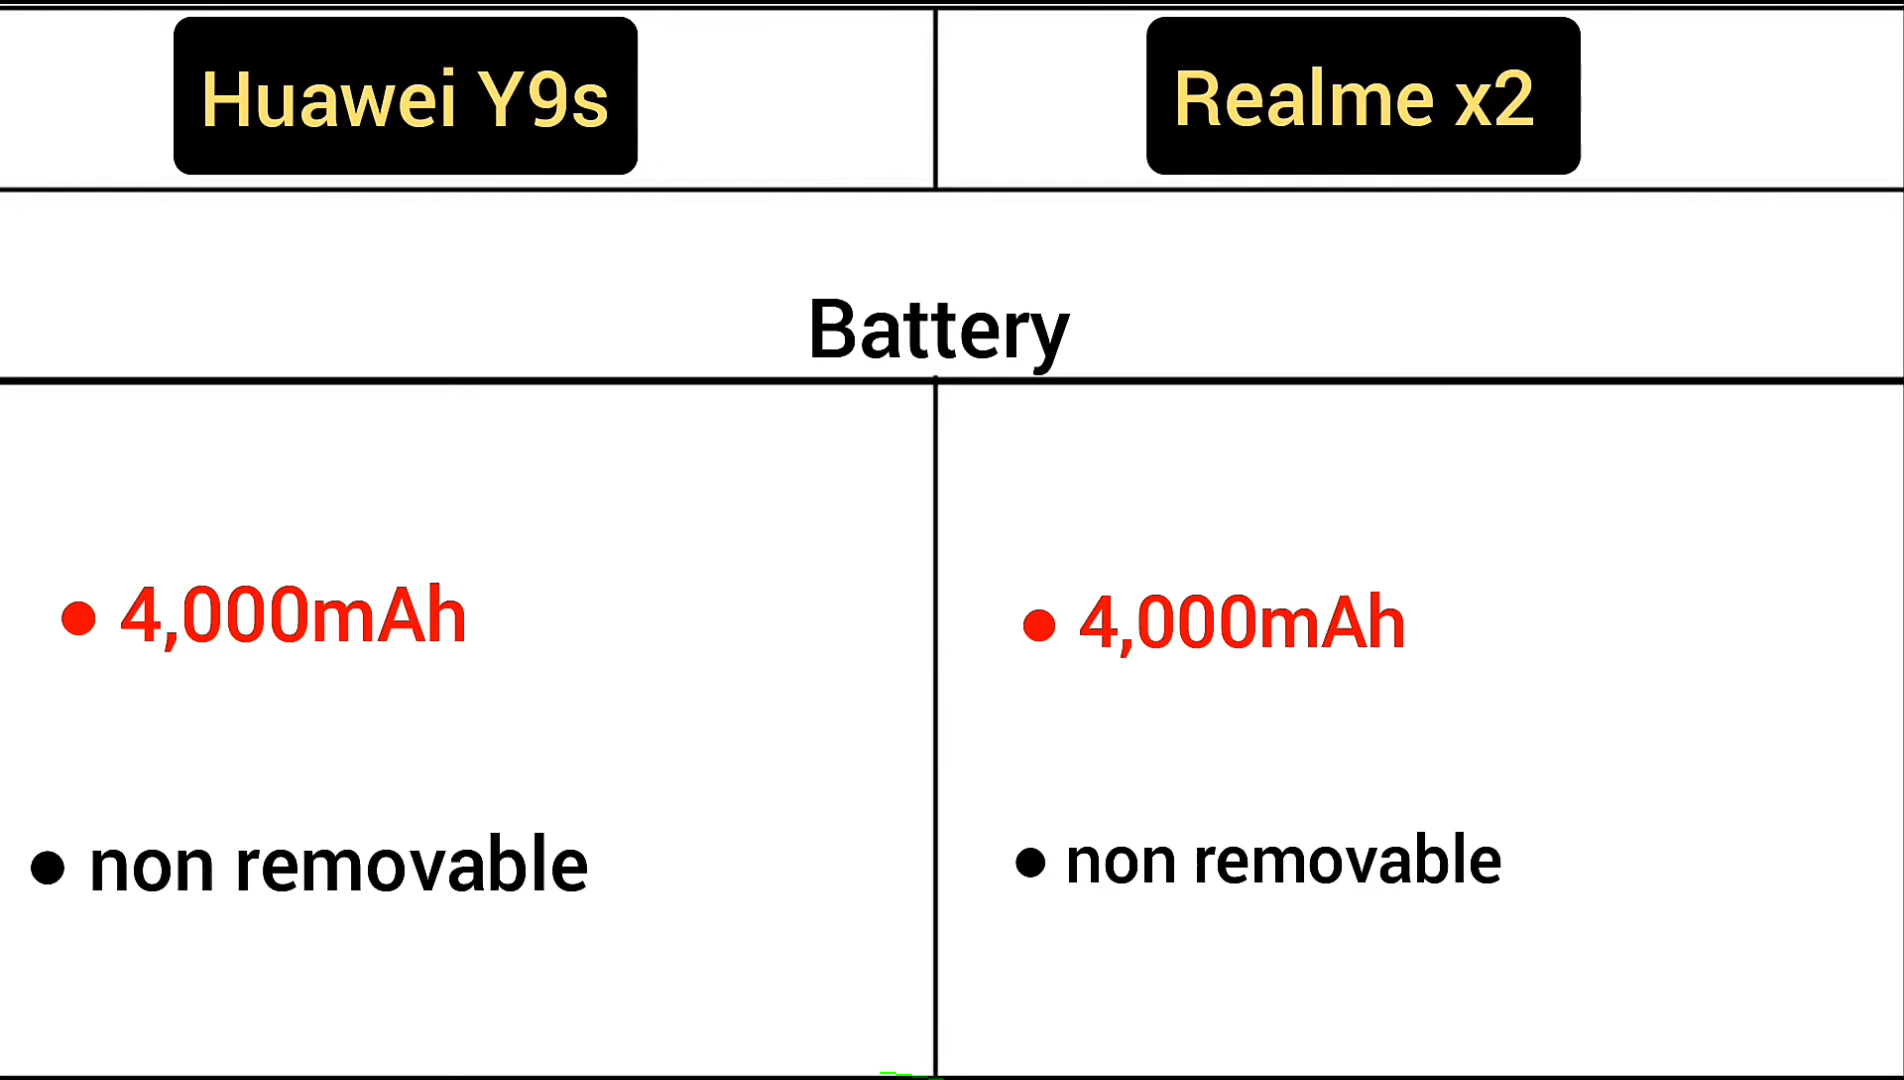 Huawei Y9s
Realme x2
Battery
● 4,000mAh
● 4,000mAh
● non removable
● non removable